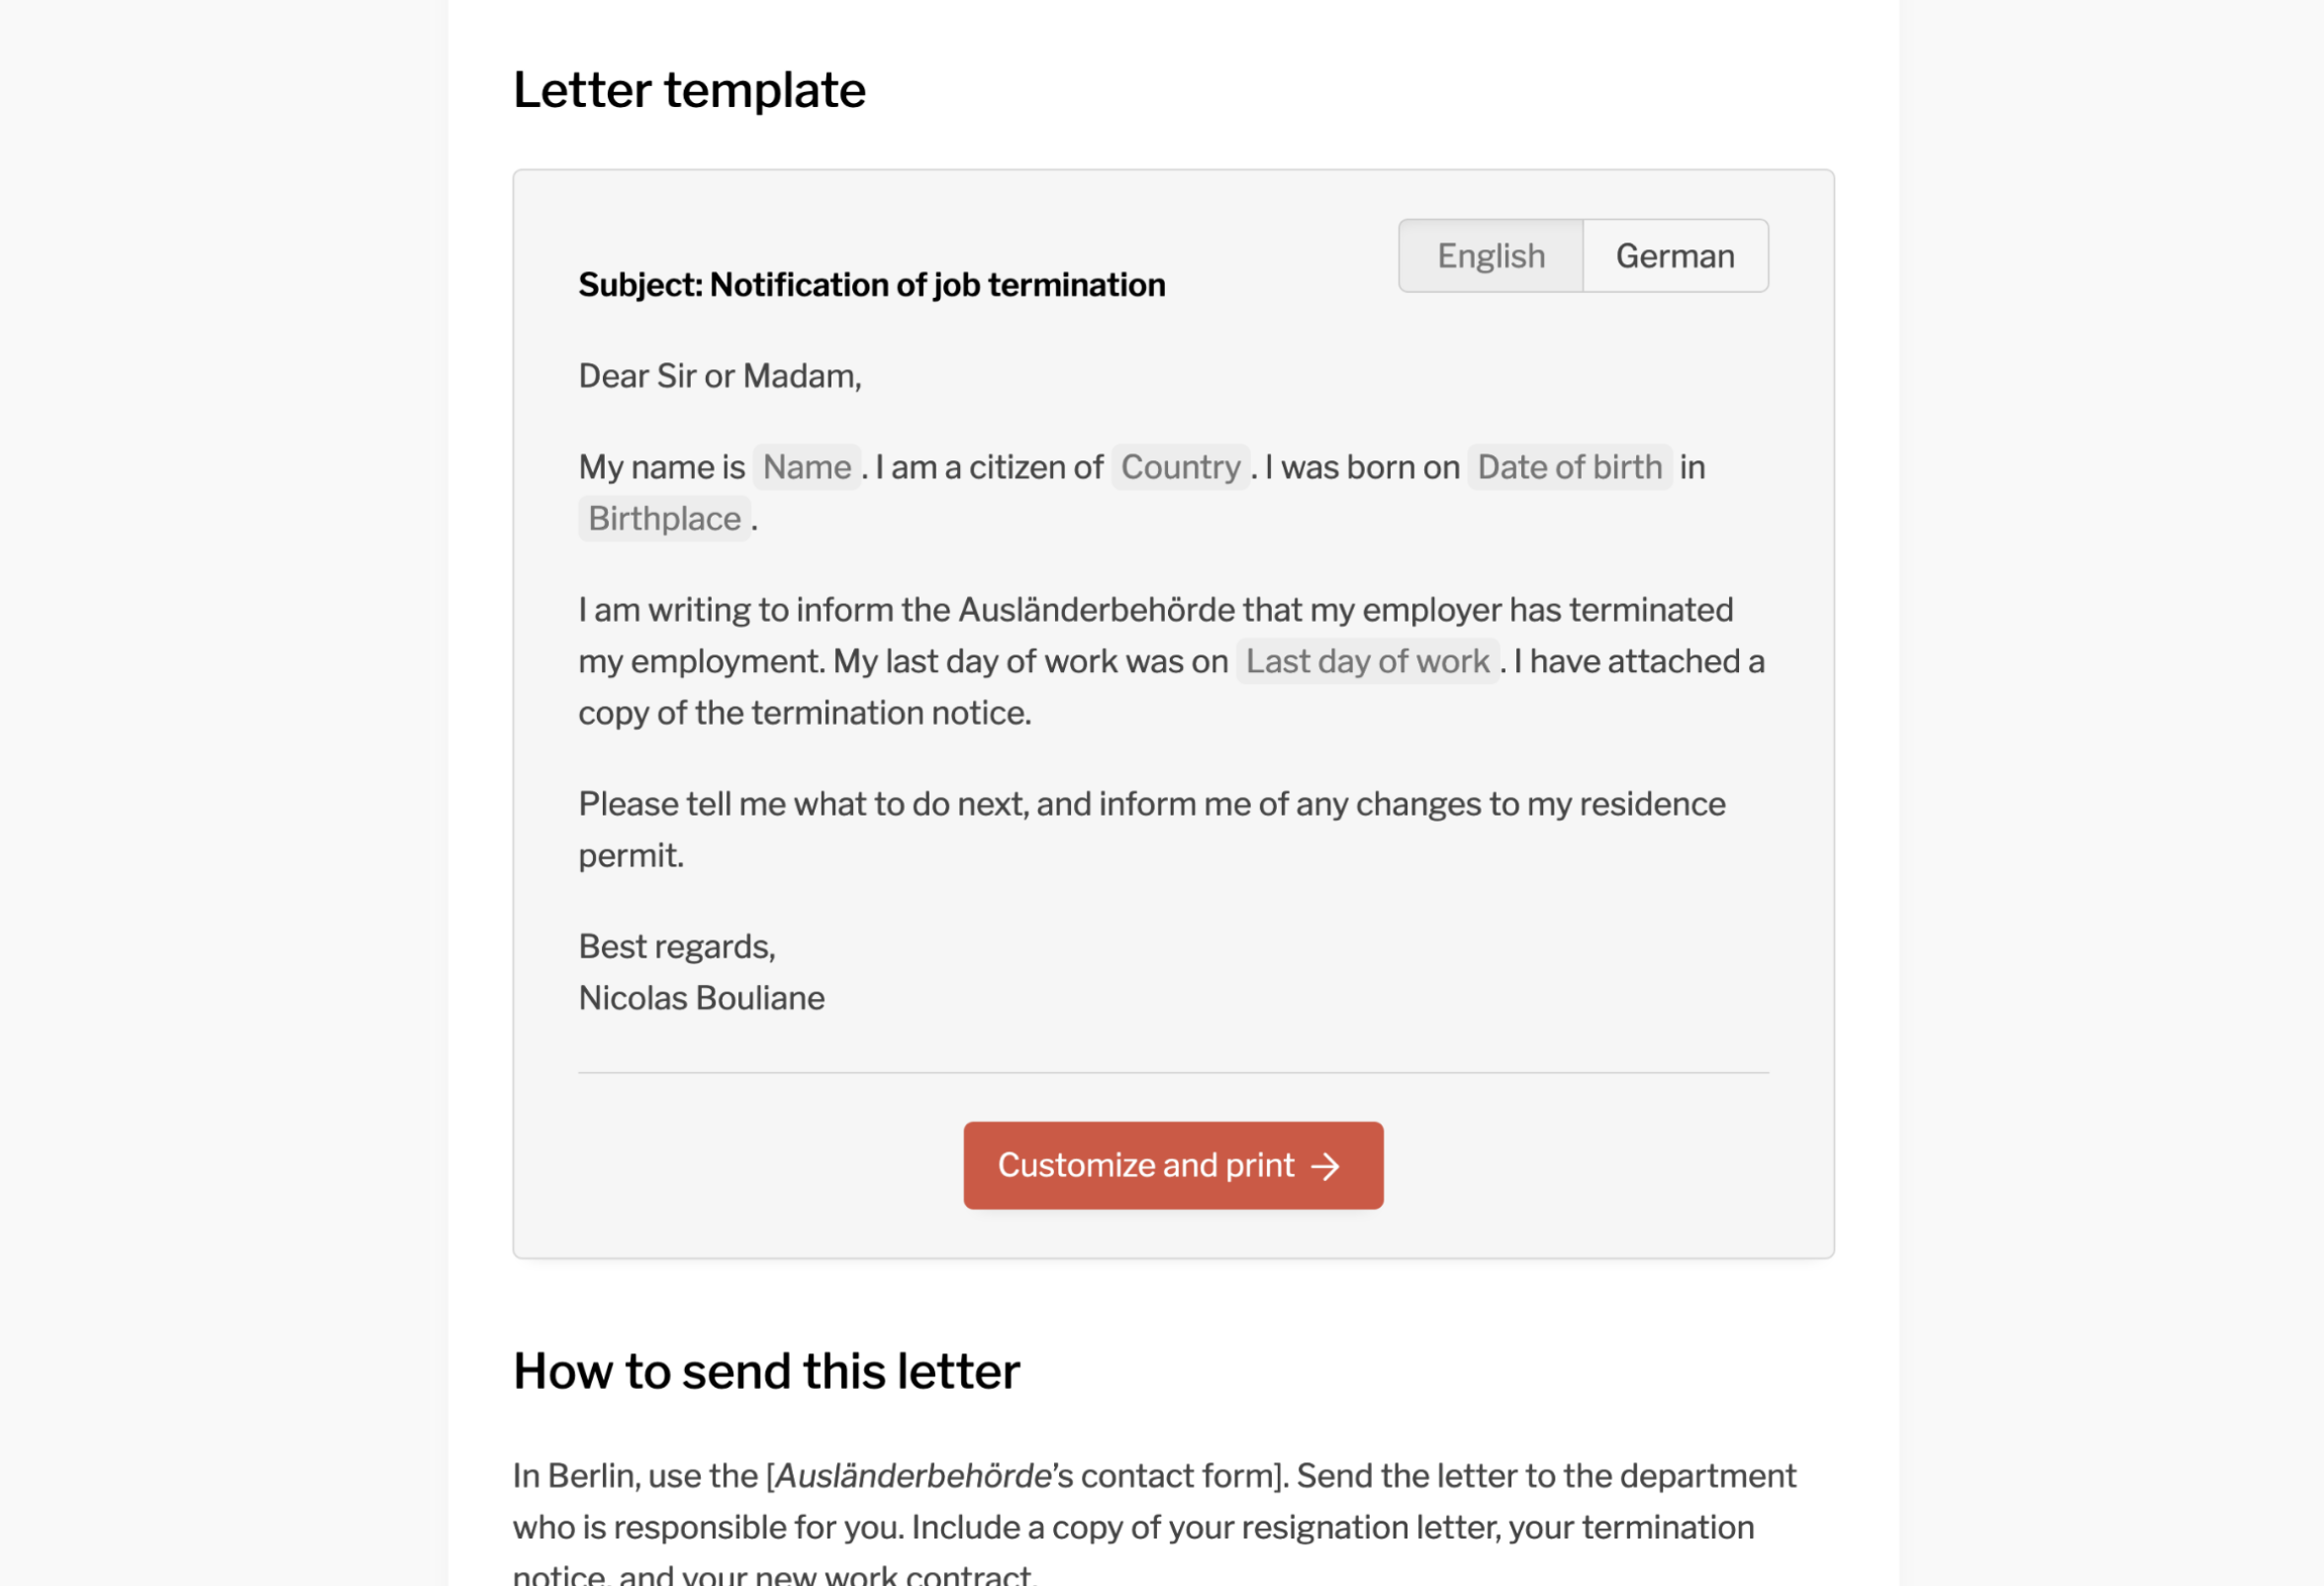 Letter template
English
German
Subject: Notification of job termination
Dear Sir or Madam,
My name is Name. I am a citizen of Country. I was born on Date of birth in
Birthplace.
I am writing to inform the Ausländerbehörde that my employer has terminated
my employment. My last day of work was on Last day of work. I have attached a
copy of the termination notice.
Please tell me what to do next, and inform me of any changes to my residence
permit.
Best regards,
Nicolas Bouliane
Customize and print →
How to send this letter
In Berlin, use the [Ausländerbehörde’s contact form]. Send the letter to the department
who is responsible for you. Include a copy of your resignation letter, your termination
notice, and your new work contract.